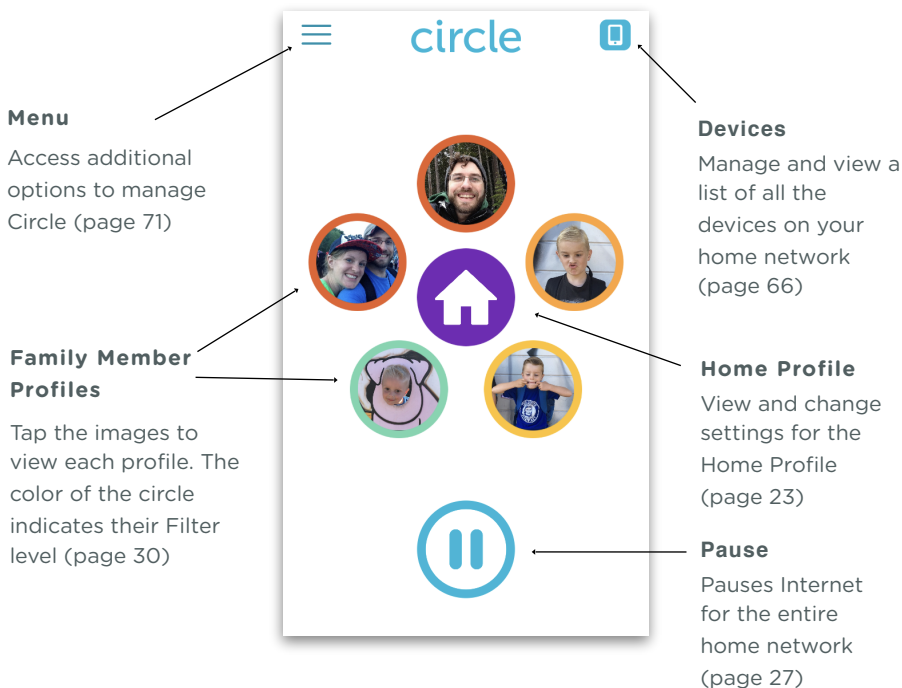 circle
Menu
Access additional
options to manage
Circle (page 71)
Family Member
Profiles
Tap the images to
view each profile. The
color of the circle
indicates their Filter
level (page 30)
Devices
Manage and view a
list of all the
devices on your
home network
(page 66)
Home Profile
View and change
settings for the
Home Profile
(page 23)
Pause
Pauses Internet
for the entire
home network
(page 27)